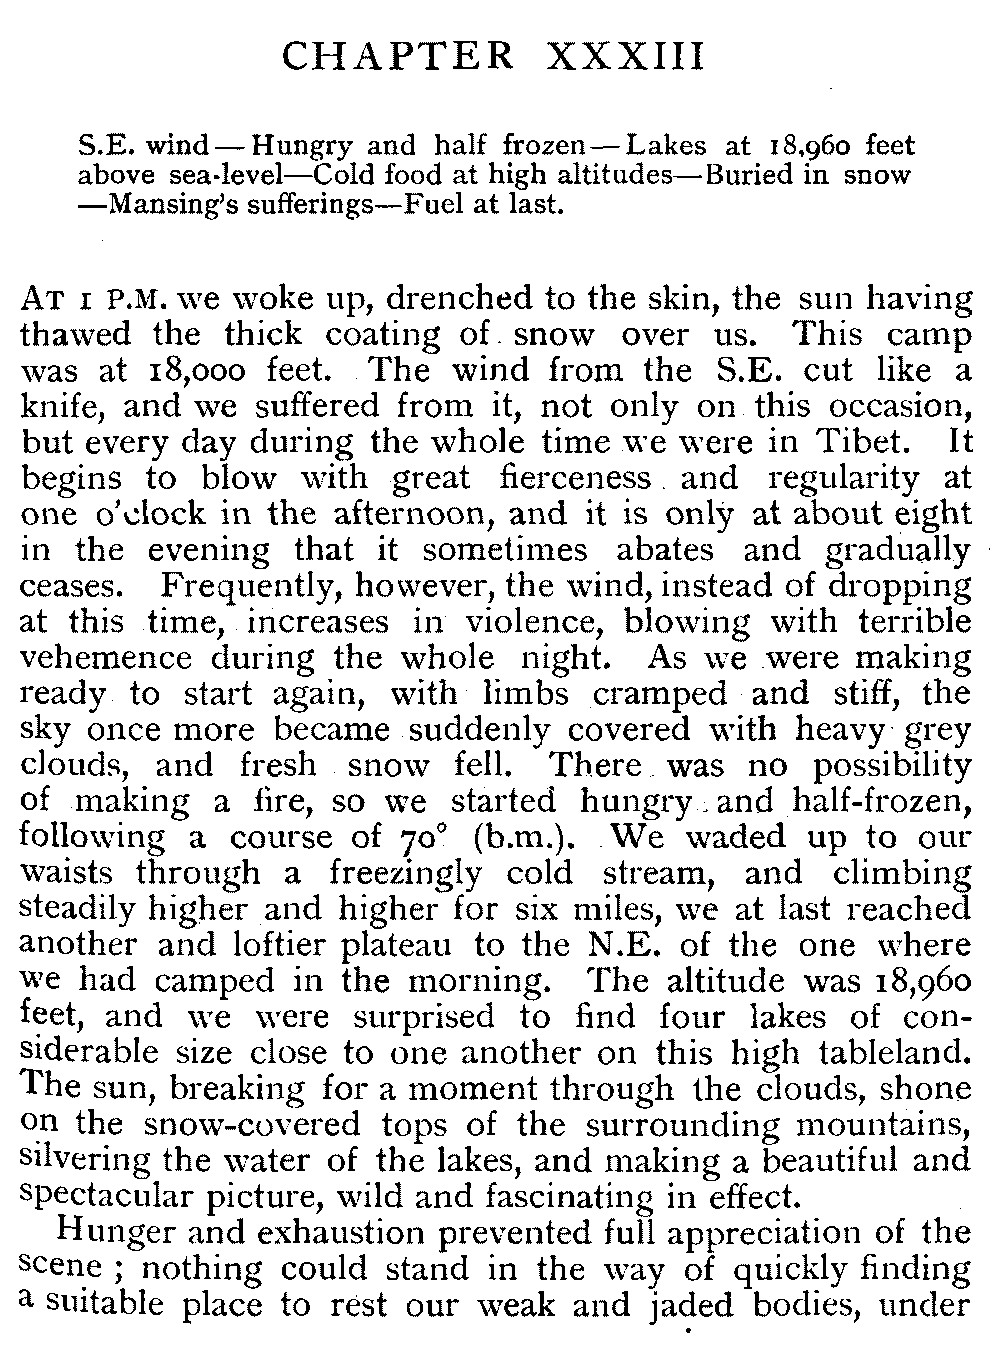 CHAPTER XXXIII
S.E. wind—Hungry and half frozen—Lakes at 18,960 feet
above sea-level—Cold food at high altitudes—Buried in snow
—Mansing's sufferings—Fuel at last.
AT 1 P.M. we woke up, drenched to the skin, the sun having
thawed the thick coating of snow over us. This camp
was at 18,000 feet. The wind from the S.E. cut like a
knife, and we suffered from it, not only on this occasion,
but every day during the whole time we were in Tibet. It
begins to blow with great fierceness and regularity at
one o'clock in the afternoon, and it is only at about eight
in the evening that it sometimes abates and gradually
ceases. Frequently, however, the wind, instead of dropping
at this time, increases in violence, blowing with terrible
vehemence during the whole night. As we were making
ready to start again, with limbs cramped and stiff, the
sky once more became suddenly covered with heavy grey
clouds, and fresh snow fell. There was no possibility
of making a fire, so we started hungry and half-frozen,
following a course of 70° (b.m.). We waded up to our
waists through a freezingly cold stream, and climbing
steadily higher and higher for six miles, we at last reached
another and loftier plateau to the N.E. of the one where
we had camped in the morning. The altitude was 18,960
feet, and we were surprised to find four lakes of con-
siderable size close to one another on this high tableland.
The sun, breaking for a moment through the clouds, shone
on the snow-covered tops of the surrounding mountains,
silvering the water of the lakes, and making a beautiful and
spectacular picture, wild and fascinating in effect.
Hunger and exhaustion prevented full appreciation of the
scene ; nothing could stand in the way of quickly finding
a suitable place to rest our weak and jaded bodies, under